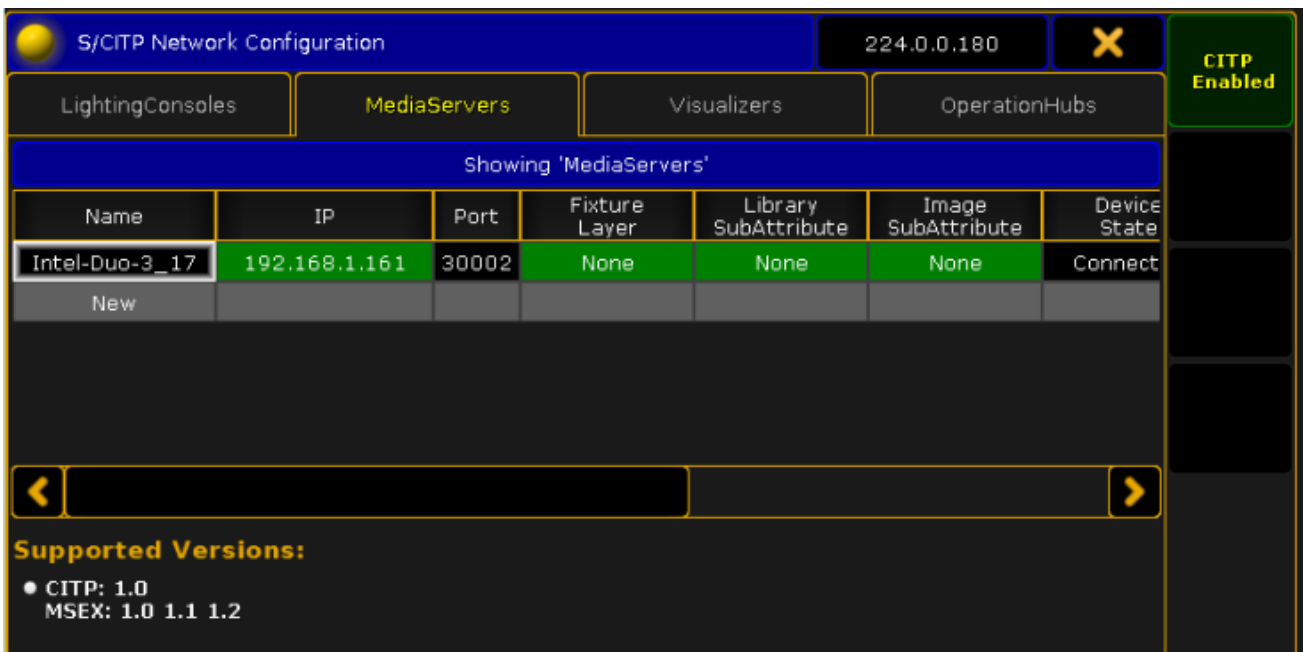 S/CITP Network Configuration 224.0.0.180
CITP
Enabled
LightingConsoles MediaServers Visualizers OperationHubs
Showing 'MediaServers'
Name IP Port Fixture Layer Library SubAttribute Image SubAttribute Device State
Intel-Duo-3_17 192.168.1.161 30002 None None None Connect
New
Supported Versions:
CITP: 1.0
MSEX: 1.0 1.1 1.2